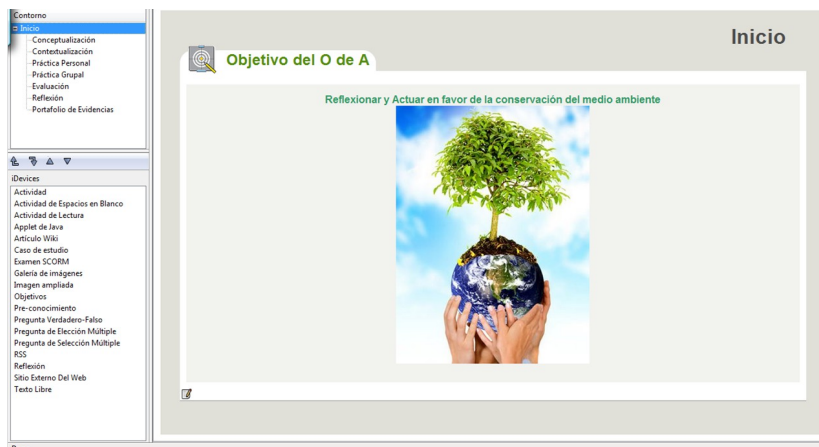 Contorno
Inicio
Conceptualización
Contextualización
Práctica Personal
Práctica Grupal
Evaluación
Reflexión
Portafolio de Evidencias
iDevices
Actividad
Actividad de Espacios en Blanco
Actividad de Lectura
Applet de Java
Artículo Wiki
Caso de estudio
Examen SCORM
Galería de imágenes
Imagen ampliada
Objetivos
Pre-conocimiento
Pregunta Verdadero-Falso
Pregunta de Elección Múltiple
Pregunta de Selección Múltiple
RSS
Reflexión
Sitio Externo Del Web
Texto Libre
Inicio
Objetivo del O de A
Reflexionar y Actuar en favor de la conservación del medio ambiente